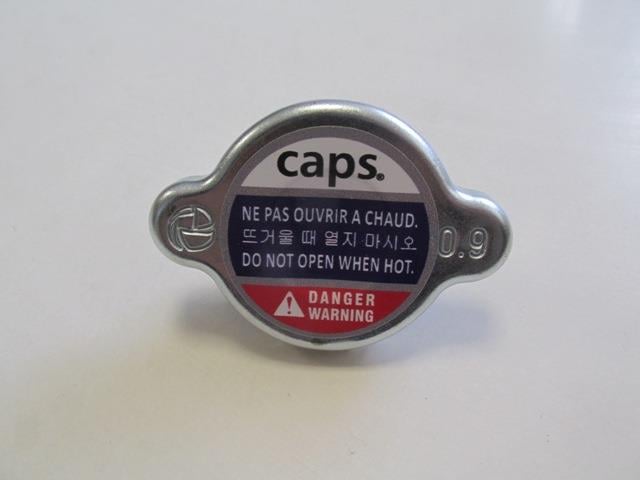 caps.®
NE PAS OUVRIR A CHAUD.
뜨거울 때 열지 마시오
DO NOT OPEN WHEN HOT.
DANGER
WARNING
0.9